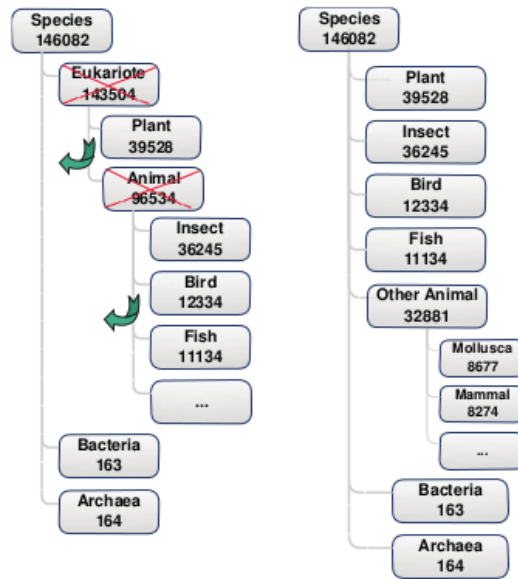 Species
146082
Eukariote
143504
Plant
39528
Animal
96534
Insect
36245
Bird
12334
Fish
11134
...
Bacteria
163
Archaea
164
Species
146082
Plant
39528
Insect
36245
Bird
12334
Fish
11134
Other Animal
32881
Mollusca
8677
Mammal
8274
...
Bacteria
163
Archaea
164